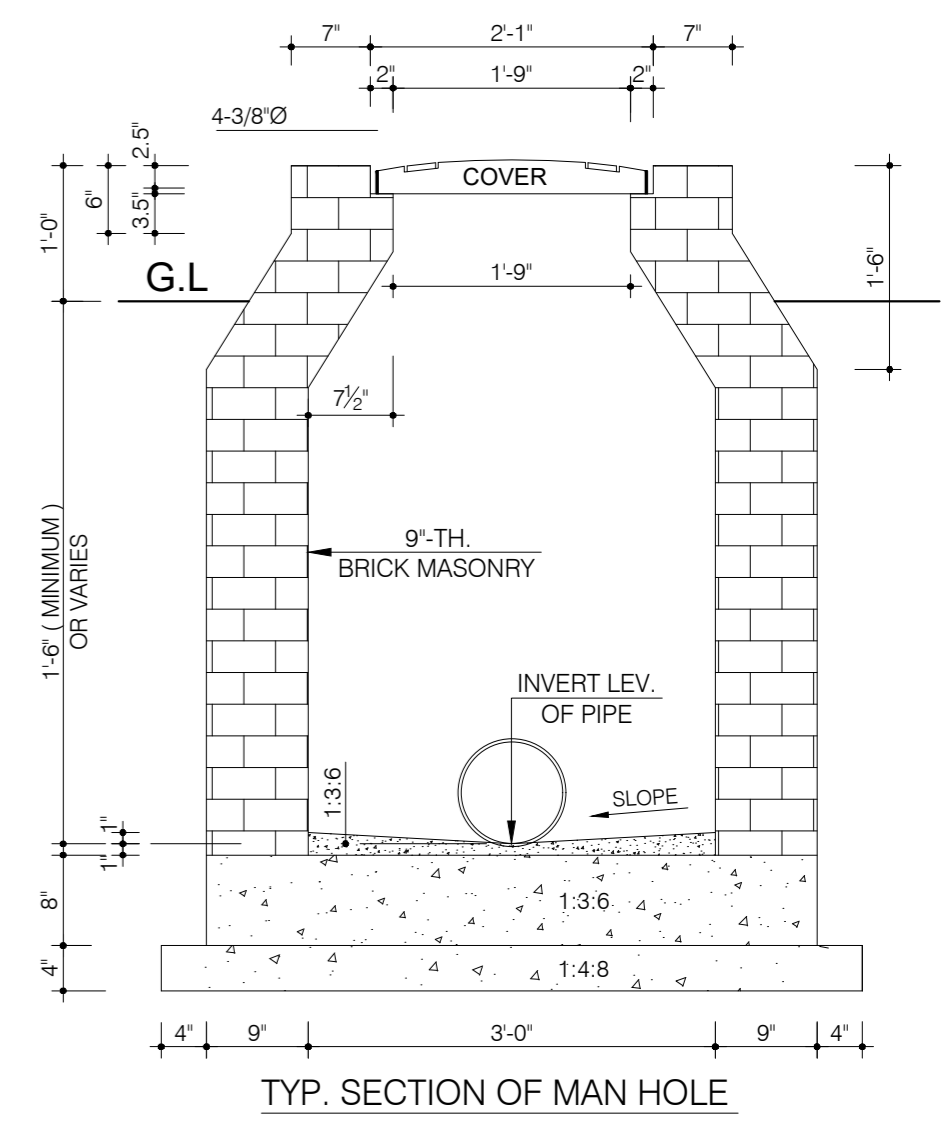 7" 2'-1" 7"
2" 1'-9" 2"
4-3/8"Ø
2.5"
6"
3.5"
1'-0"
COVER
G.L
1'-9"
1'-6"
7½"
9"-TH.
BRICK MASONRY
1'-6" ( MINIMUM )
OR VARIES
INVERT LEV.
OF PIPE
1:3:6
SLOPE
1"
1"
8"
1:3:6
4"
1:4:8
4" 9" 3'-0" 9" 4"
TYP. SECTION OF MAN HOLE